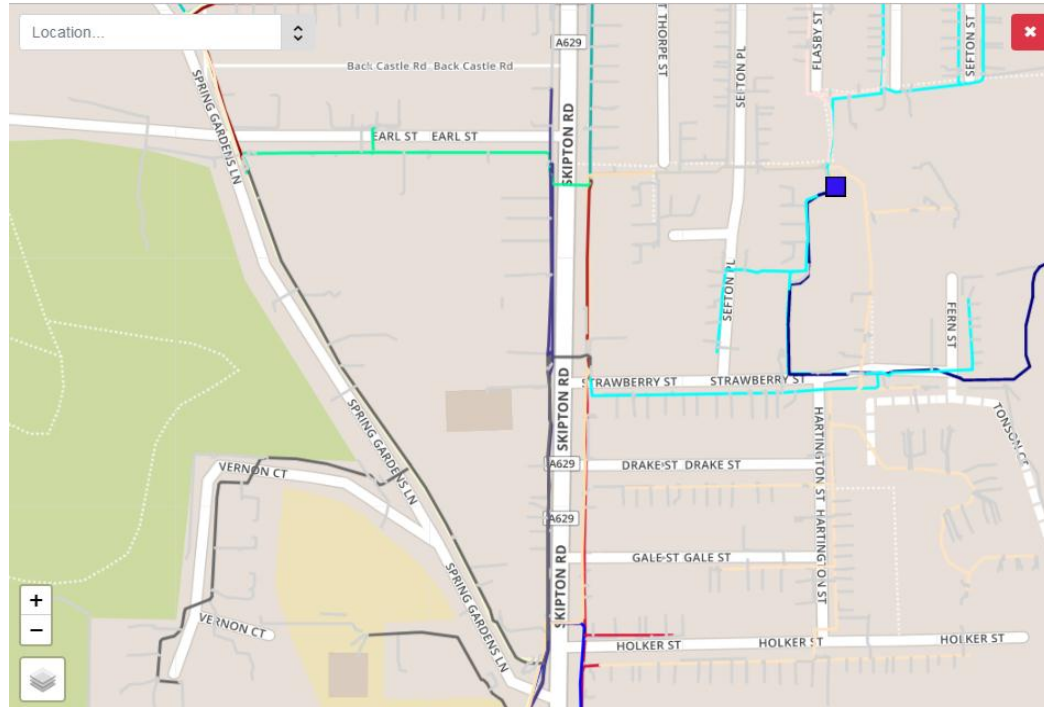 Location...
A629
T THORPE ST
FLASBY ST
SEFTON ST
Back Castle Rd Back Castle Rd
SEFTON PL
SPRING GARDENS LN
EARL ST EARL ST
SKIPTON RD
SEFTON PL
FERN ST
STRAWBERRY ST STRAWBERRY ST
SKIPTON RD
SPRING GARDENS LN
HARTINGTON ST HARTINGTON ST
TONSON CT
VERNON CT
A629
DRAKE ST DRAKE ST
A629
GALE ST GALE ST
SKIPTON RD
SPRING GARDENS LN
+
−
VERNON CT
HOLKER ST
HOLKER ST
HOLKER ST